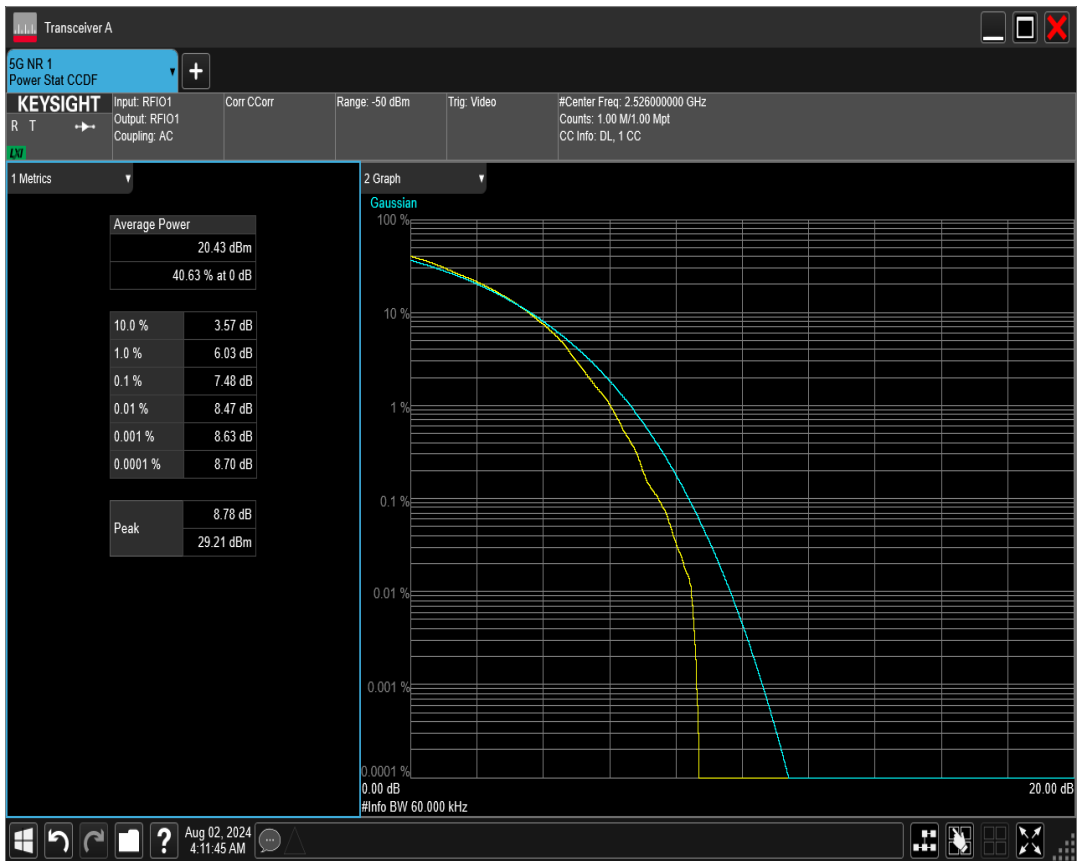 Transceiver A
5G NR 1
Power Stat CCDF
KEYSIGHT
R T
LXI
Input: RFIO1
Output: RFIO1
Coupling: AC
Corr CCorr
Range: -50 dBm
Trig: Video
#Center Freq: 2.526000000 GHz
Counts: 1.00 M/1.00 Mpt
CC Info: DL, 1 CC
1 Metrics
Average Power
20.43 dBm
40.63 % at 0 dB
10.0 % 3.57 dB
1.0 % 6.03 dB
0.1 % 7.48 dB
0.01 % 8.47 dB
0.001 % 8.63 dB
0.0001 % 8.70 dB
Peak
8.78 dB
29.21 dBm
2 Graph
Gaussian
100 %
10 %
1 %
0.1 %
0.01 %
0.001 %
0.0001 %
0.00 dB 20.00 dB
#Info BW 60.000 kHz
Aug 02, 2024
4:11:45 AM